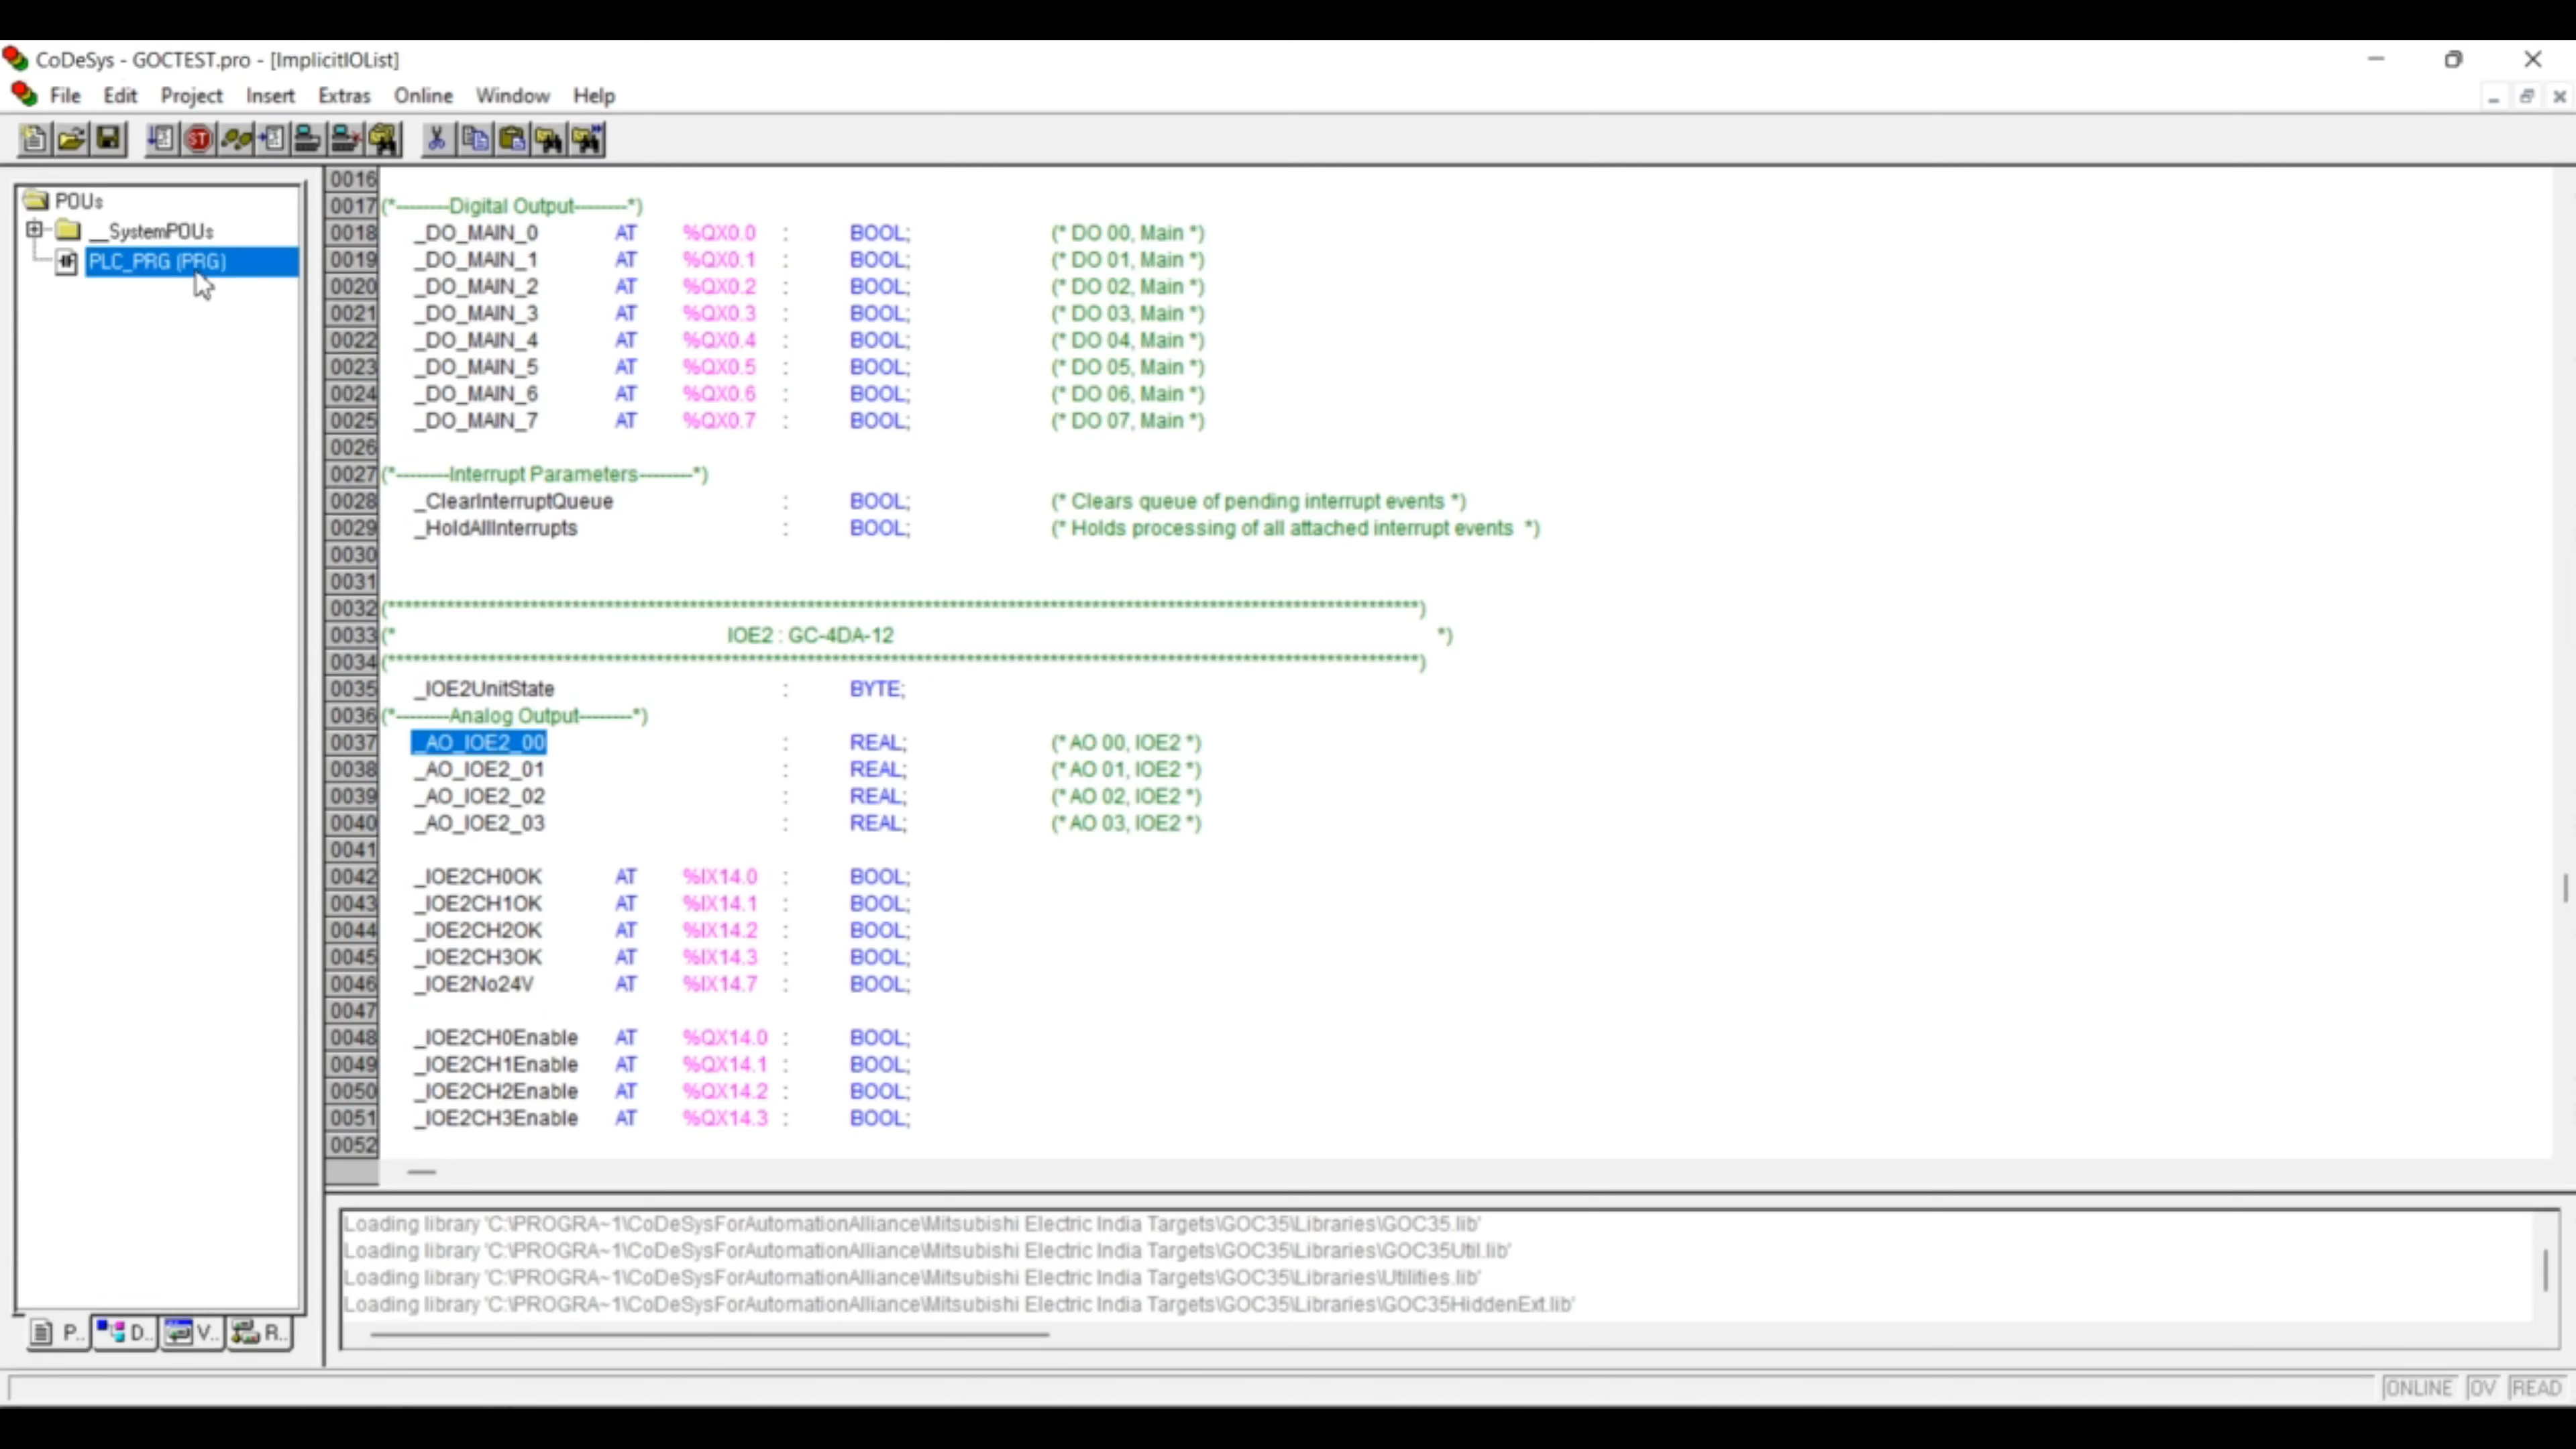 CoDeSys - GOCTEST.pro - [ImplicitIOList]
File Edit Project Insert Extras Online Window Help
ST
POUs
__SystemPOUs
PLC_PRG (PRG)
0016
0017 (*---------Digital Output---------*)
0018 _DO_MAIN_0 AT %QX0.0 : BOOL; (* DO 00, Main *)
0019 _DO_MAIN_1 AT %QX0.1 : BOOL; (* DO 01, Main *)
0020 _DO_MAIN_2 AT %QX0.2 : BOOL; (* DO 02, Main *)
0021 _DO_MAIN_3 AT %QX0.3 : BOOL; (* DO 03, Main *)
0022 _DO_MAIN_4 AT %QX0.4 : BOOL; (* DO 04, Main *)
0023 _DO_MAIN_5 AT %QX0.5 : BOOL; (* DO 05, Main *)
0024 _DO_MAIN_6 AT %QX0.6 : BOOL; (* DO 06, Main *)
0025 _DO_MAIN_7 AT %QX0.7 : BOOL; (* DO 07, Main *)
0026
0027 (*---------Interrupt Parameters---------*)
0028 _ClearInterruptQueue : BOOL; (* Clears queue of pending interrupt events *)
0029 _HoldAllInterrupts : BOOL; (* Holds processing of all attached interrupt events *)
0030
0031
0032 (******************************************************************************************************************************)
0033 (* IOE2 : GC-4DA-12 *)
0034 (******************************************************************************************************************************)
0035 _IOE2UnitState : BYTE;
0036 (*---------Analog Output---------*)
0037 _AO_IOE2_00 : REAL; (* AO 00, IOE2 *)
0038 _AO_IOE2_01 : REAL; (* AO 01, IOE2 *)
0039 _AO_IOE2_02 : REAL; (* AO 02, IOE2 *)
0040 _AO_IOE2_03 : REAL; (* AO 03, IOE2 *)
0041
0042 _IOE2CH0OK AT %IX14.0 : BOOL;
0043 _IOE2CH1OK AT %IX14.1 : BOOL;
0044 _IOE2CH2OK AT %IX14.2 : BOOL;
0045 _IOE2CH3OK AT %IX14.3 : BOOL;
0046 _IOE2No24V AT %IX14.7 : BOOL;
0047
0048 _IOE2CH0Enable AT %QX14.0 : BOOL;
0049 _IOE2CH1Enable AT %QX14.1 : BOOL;
0050 _IOE2CH2Enable AT %QX14.2 : BOOL;
0051 _IOE2CH3Enable AT %QX14.3 : BOOL;
0052
Loading library 'C:\PROGRA~1\CoDeSysForAutomationAlliance\Mitsubishi Electric India Targets\GOC35\Libraries\GOC35.lib'
Loading library 'C:\PROGRA~1\CoDeSysForAutomationAlliance\Mitsubishi Electric India Targets\GOC35\Libraries\GOC35Util.lib'
Loading library 'C:\PROGRA~1\CoDeSysForAutomationAlliance\Mitsubishi Electric India Targets\GOC35\Libraries\Utilities.lib'
Loading library 'C:\PROGRA~1\CoDeSysForAutomationAlliance\Mitsubishi Electric India Targets\GOC35\Libraries\GOC35HiddenExt.lib'
P.. D.. V.. R..
ONLINE OV READ